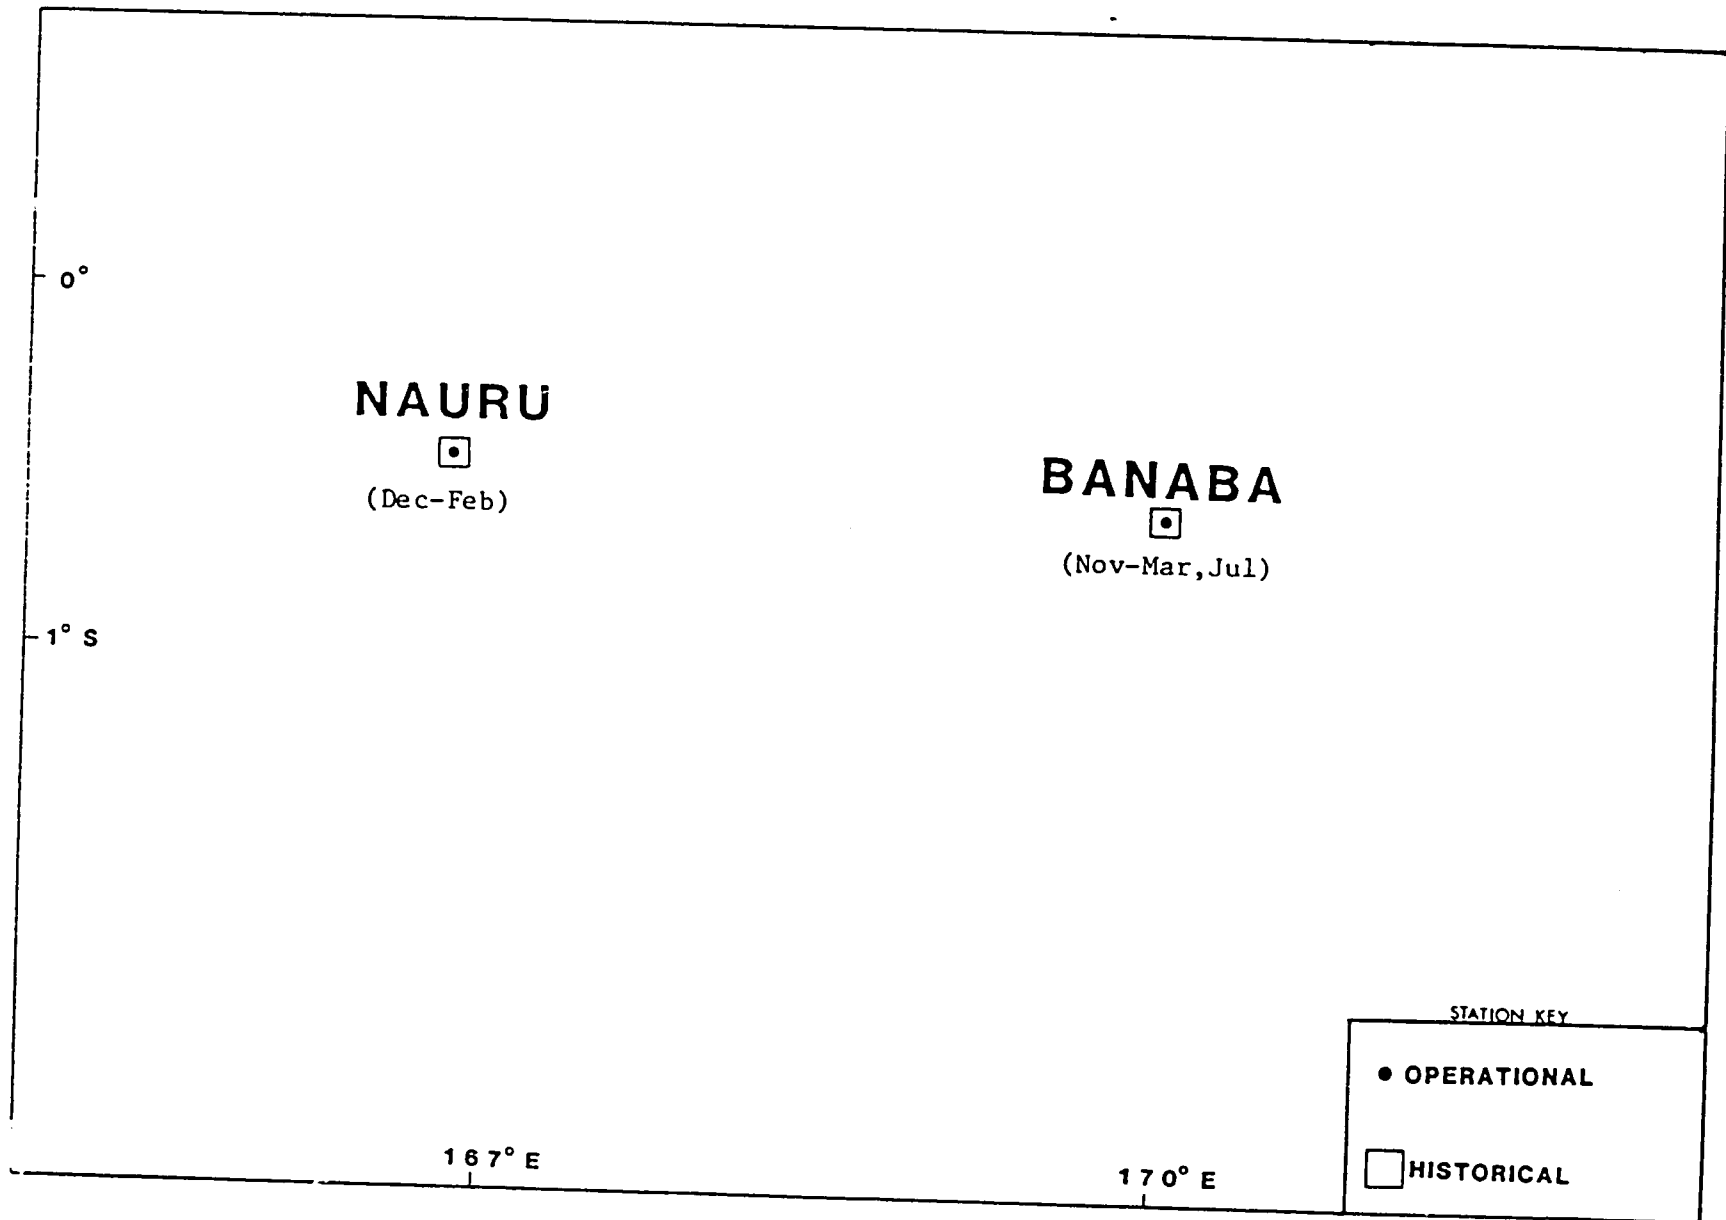 0°
NAURU
(Dec-Feb)
BANABA
(Nov-Mar,Jul)
1° S
STATION KEY
• OPERATIONAL
HISTORICAL
167° E
170° E